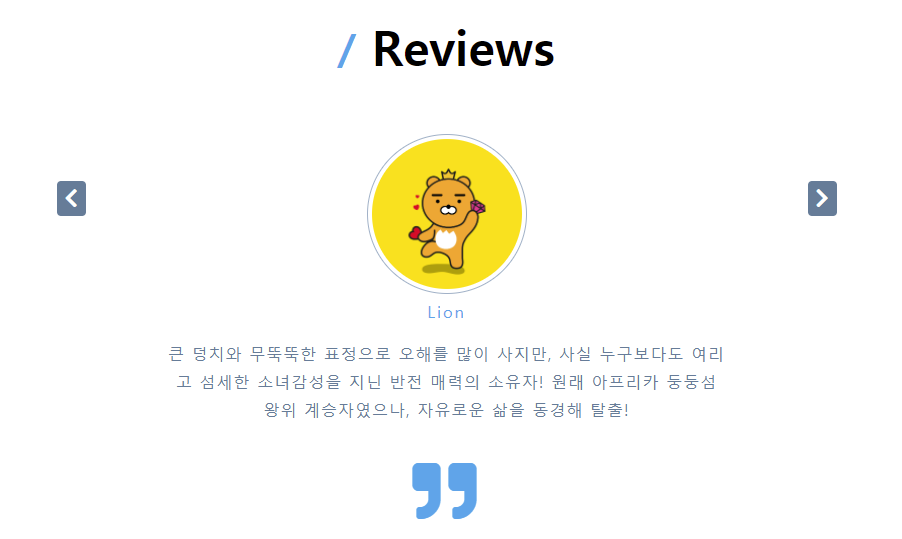 / Reviews
Lion
큰 덩치와 무뚝뚝한 표정으로 오해를 많이 사지만, 사실 누구보다도 여리
고 섬세한 소녀감성을 지닌 반전 매력의 소유자! 원래 아프리카 둥둥섬
왕위 계승자였으나, 자유로운 삶을 동경해 탈출!